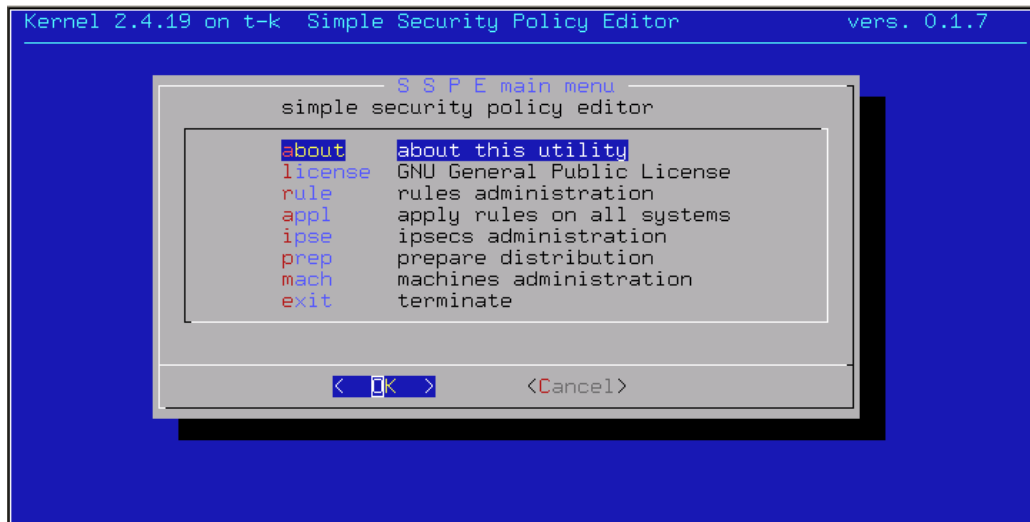 Kernel 2.4.19 on t-k  Simple Security Policy Editor  vers. 0.1.7
S S P E main menu
simple security policy editor
about  about this utility
license  GNU General Public License
rule  rules administration
appl  apply rules on all systems
ipse  ipsecs administration
prep  prepare distribution
mach  machines administration
exit  terminate
<  OK  >  <Cancel>